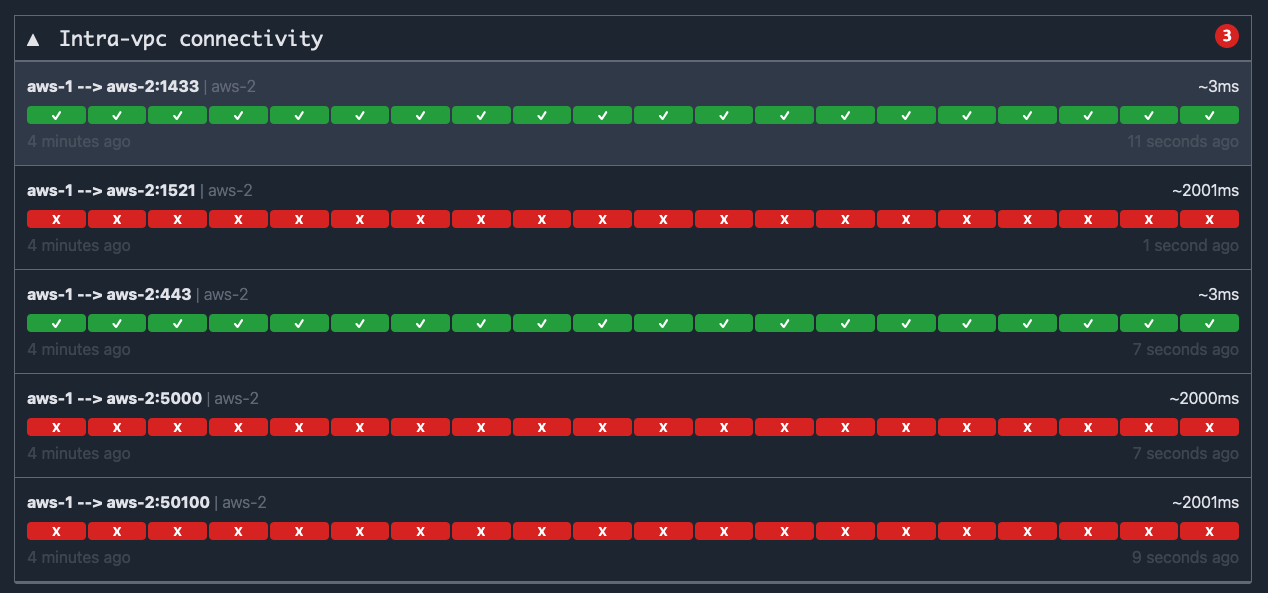 ▲ Intra-vpc connectivity 3
aws-1 --> aws-2:1433 | aws-2 ~3ms
✓ ✓ ✓ ✓ ✓ ✓ ✓ ✓ ✓ ✓ ✓ ✓ ✓ ✓ ✓ ✓ ✓ ✓ ✓ ✓
4 minutes ago 11 seconds ago
aws-1 --> aws-2:1521 | aws-2 ~2001ms
X X X X X X X X X X X X X X X X X X X X
4 minutes ago 1 second ago
aws-1 --> aws-2:443 | aws-2 ~3ms
✓ ✓ ✓ ✓ ✓ ✓ ✓ ✓ ✓ ✓ ✓ ✓ ✓ ✓ ✓ ✓ ✓ ✓ ✓ ✓
4 minutes ago 7 seconds ago
aws-1 --> aws-2:5000 | aws-2 ~2000ms
X X X X X X X X X X X X X X X X X X X X
4 minutes ago 7 seconds ago
aws-1 --> aws-2:50100 | aws-2 ~2001ms
X X X X X X X X X X X X X X X X X X X X
4 minutes ago 9 seconds ago